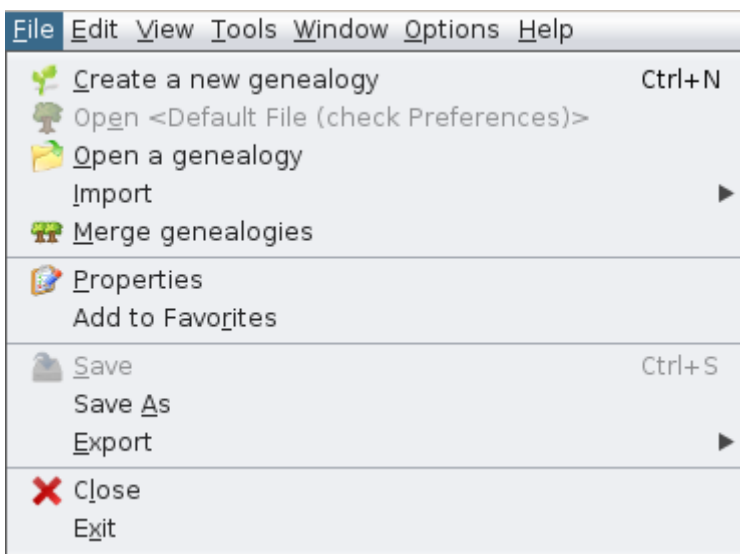 File Edit View Tools Window Options Help
Create a new genealogy Ctrl+N
Open <Default File (check Preferences)>
Open a genealogy
Import
Merge genealogies
Properties
Add to Favorites
Save Ctrl+S
Save As
Export
Close
Exit